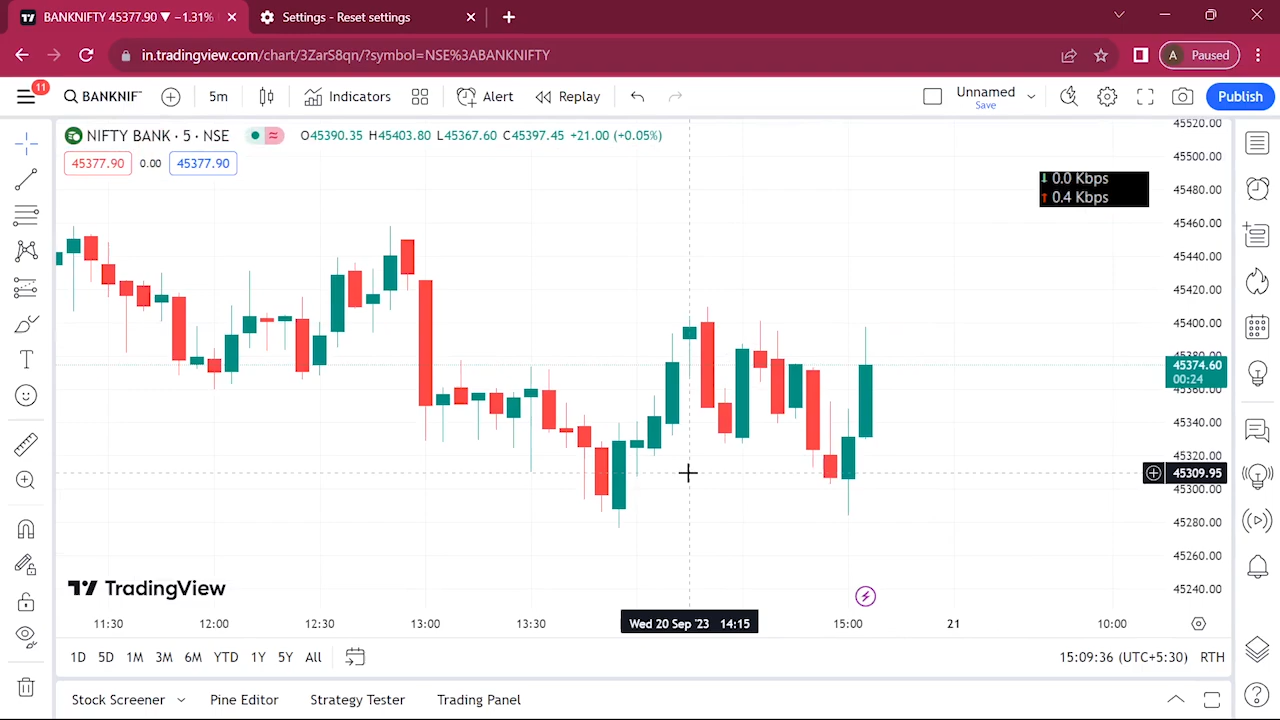 BANKNIFTY 45377.90 ▼ −1.31%
Settings - Reset settings
in.tradingview.com/chart/3ZarS8qn/?symbol=NSE%3ABANKNIFTY
A Paused
11
BANKNIF
5m
Indicators
Alert
Replay
Unnamed
Save
Publish
NIFTY BANK · 5 · NSE
O45390.35 H45403.80 L45367.60 C45397.45 +21.00 (+0.05%)
45377.90 0.00 45377.90
0.0 Kbps
0.4 Kbps
45520.00
45500.00
45480.00
45460.00
45440.00
45420.00
45400.00
45380.00
45374.60
00:24
45360.00
45340.00
45320.00
45309.95
45300.00
45280.00
45260.00
45240.00
TradingView
11:30 12:00 12:30 13:00 13:30 Wed 20 Sep '23 14:15 15:00 21 10:00
1D 5D 1M 3M 6M YTD 1Y 5Y All
15:09:36 (UTC+5:30) RTH
Stock Screener Pine Editor Strategy Tester Trading Panel